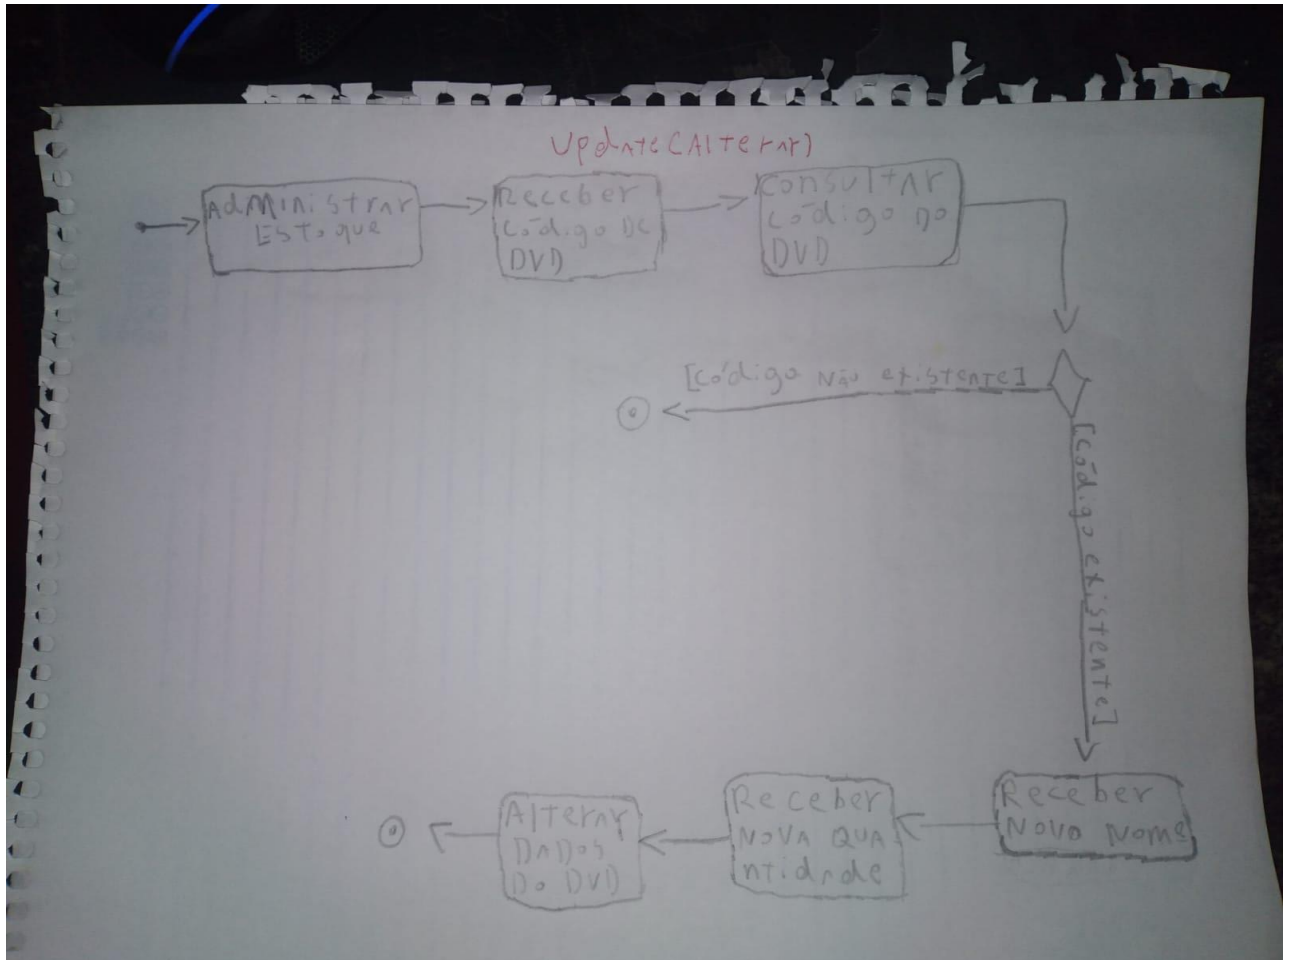 Update(Alterar)
Administrar
Estoque
Receber
Código De
DVD
Consultar
Código Do
DVD
[Código Não existente]
[Código existente]
Receber
Novo Nome
Receber
Nova Qua
ntidade
Alterar
Dados
Do DVD